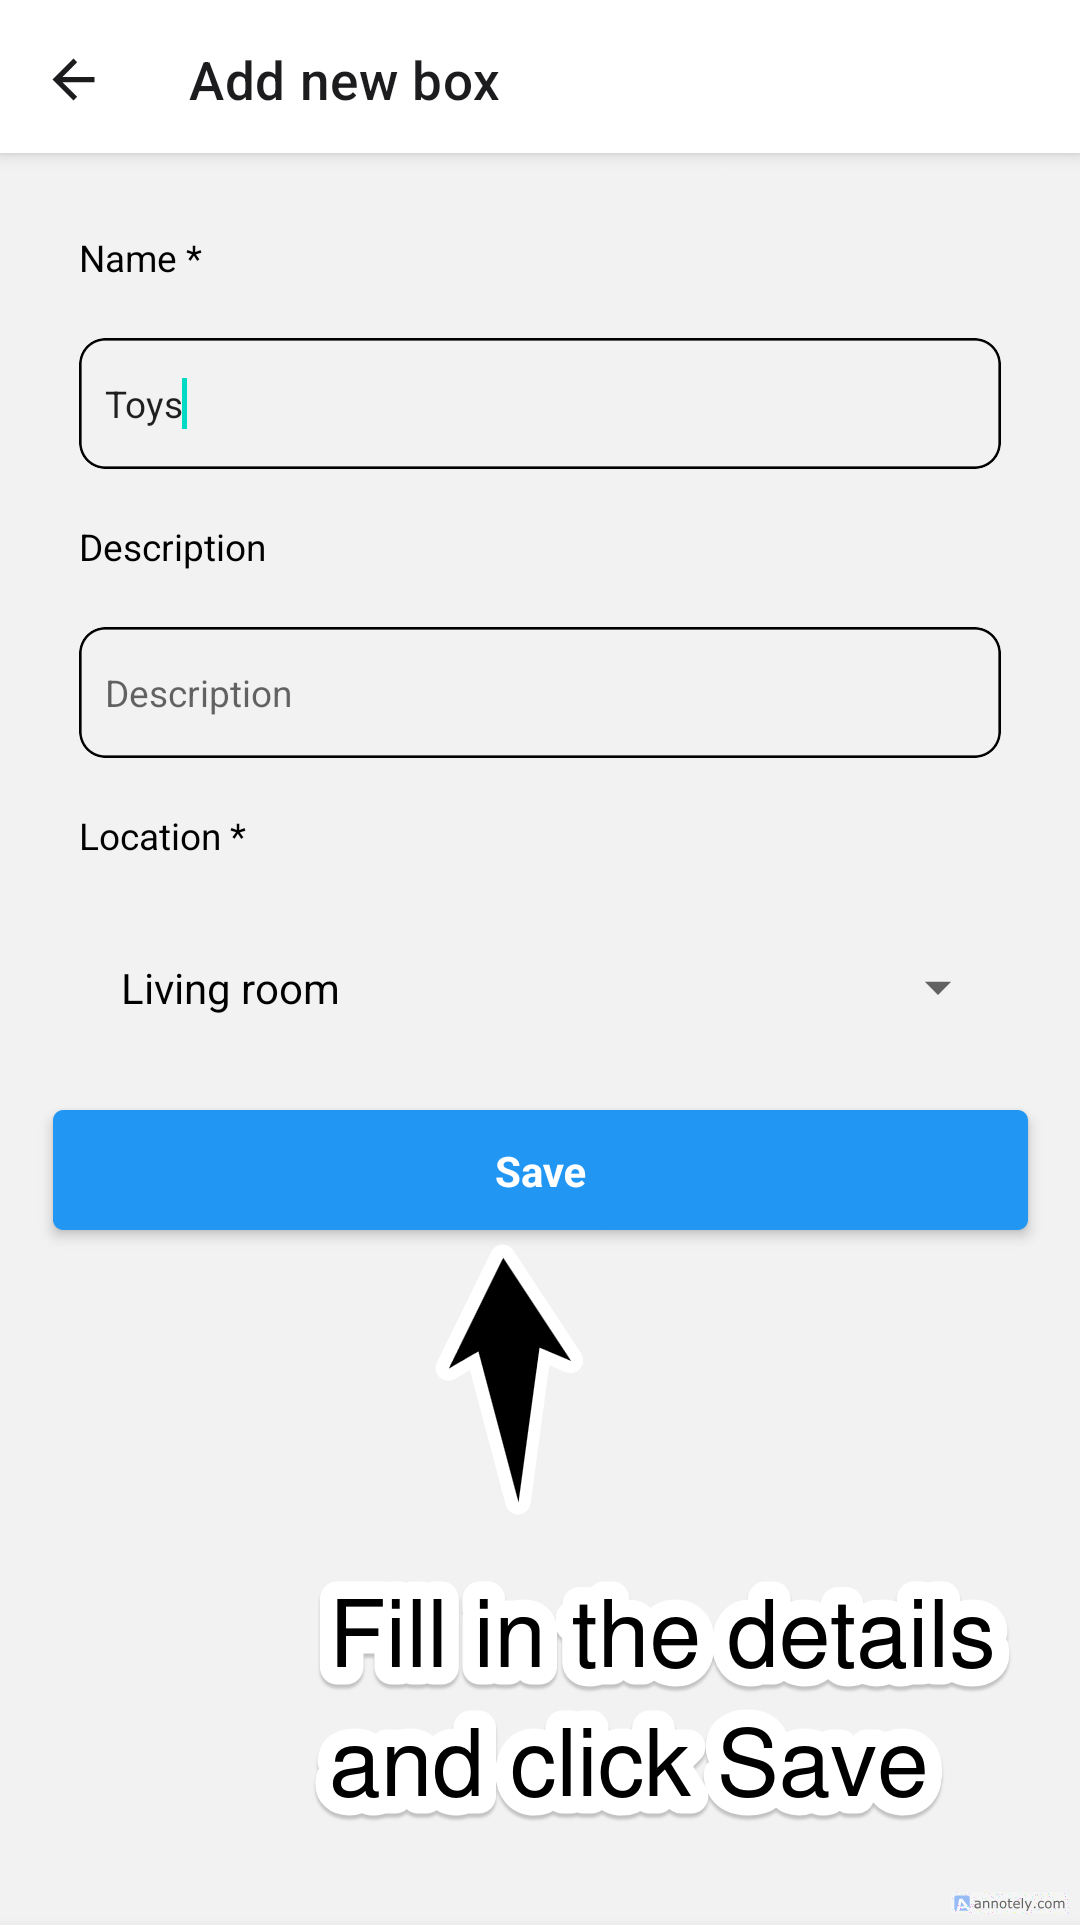 Add new box
Name *
Toys
Description
Description
Location *
Living room
Save
Fill in the details
and click Save
annotely.com